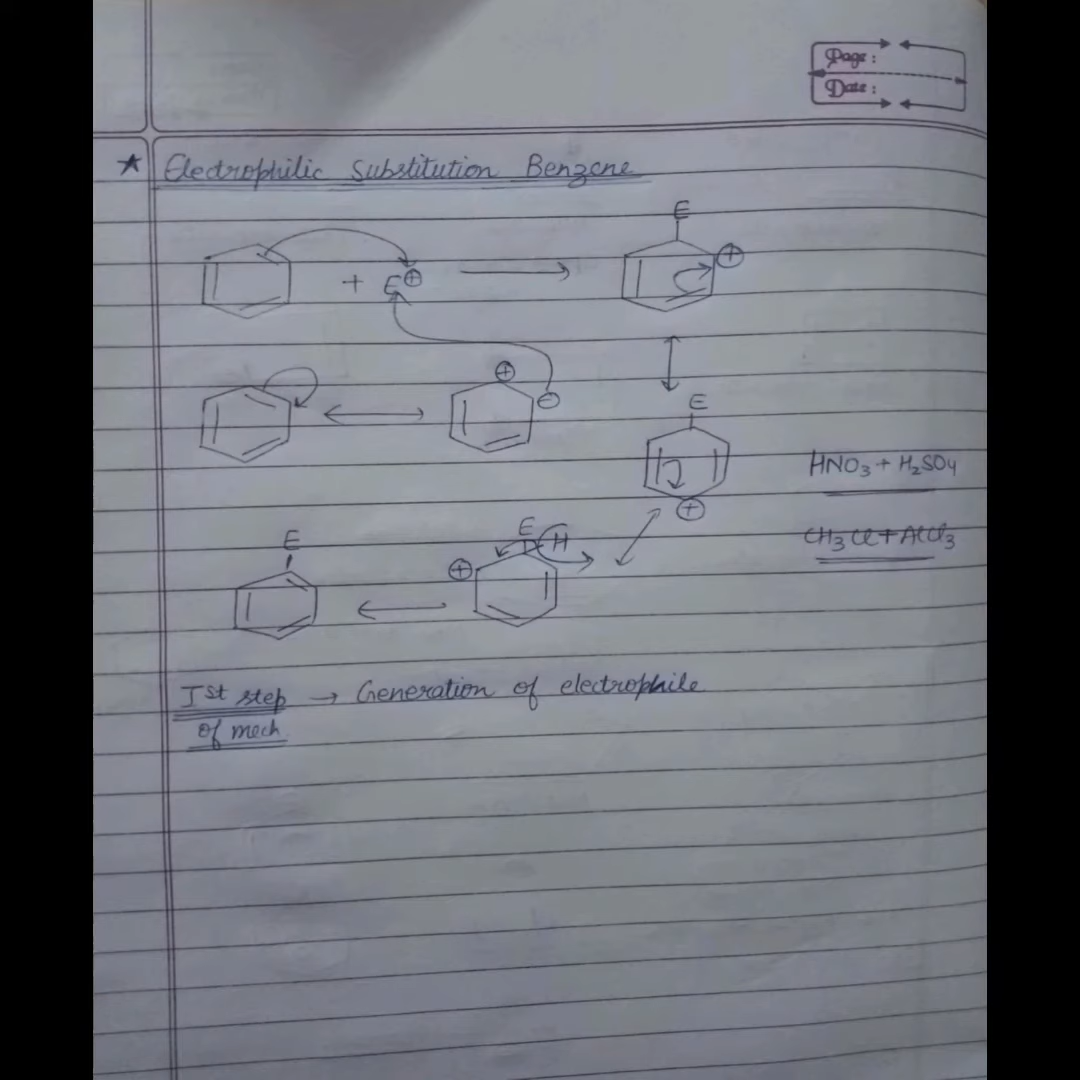 Page :
Date :
★ Electrophilic Substitution Benzene
E
⊕
+ E⊕
⊕
⊖
E
⊕
HNO3 + H2SO4
CH3Cl + AlCl3
E
H
⊕
E
Ist step → Generation of electrophile
of mech.